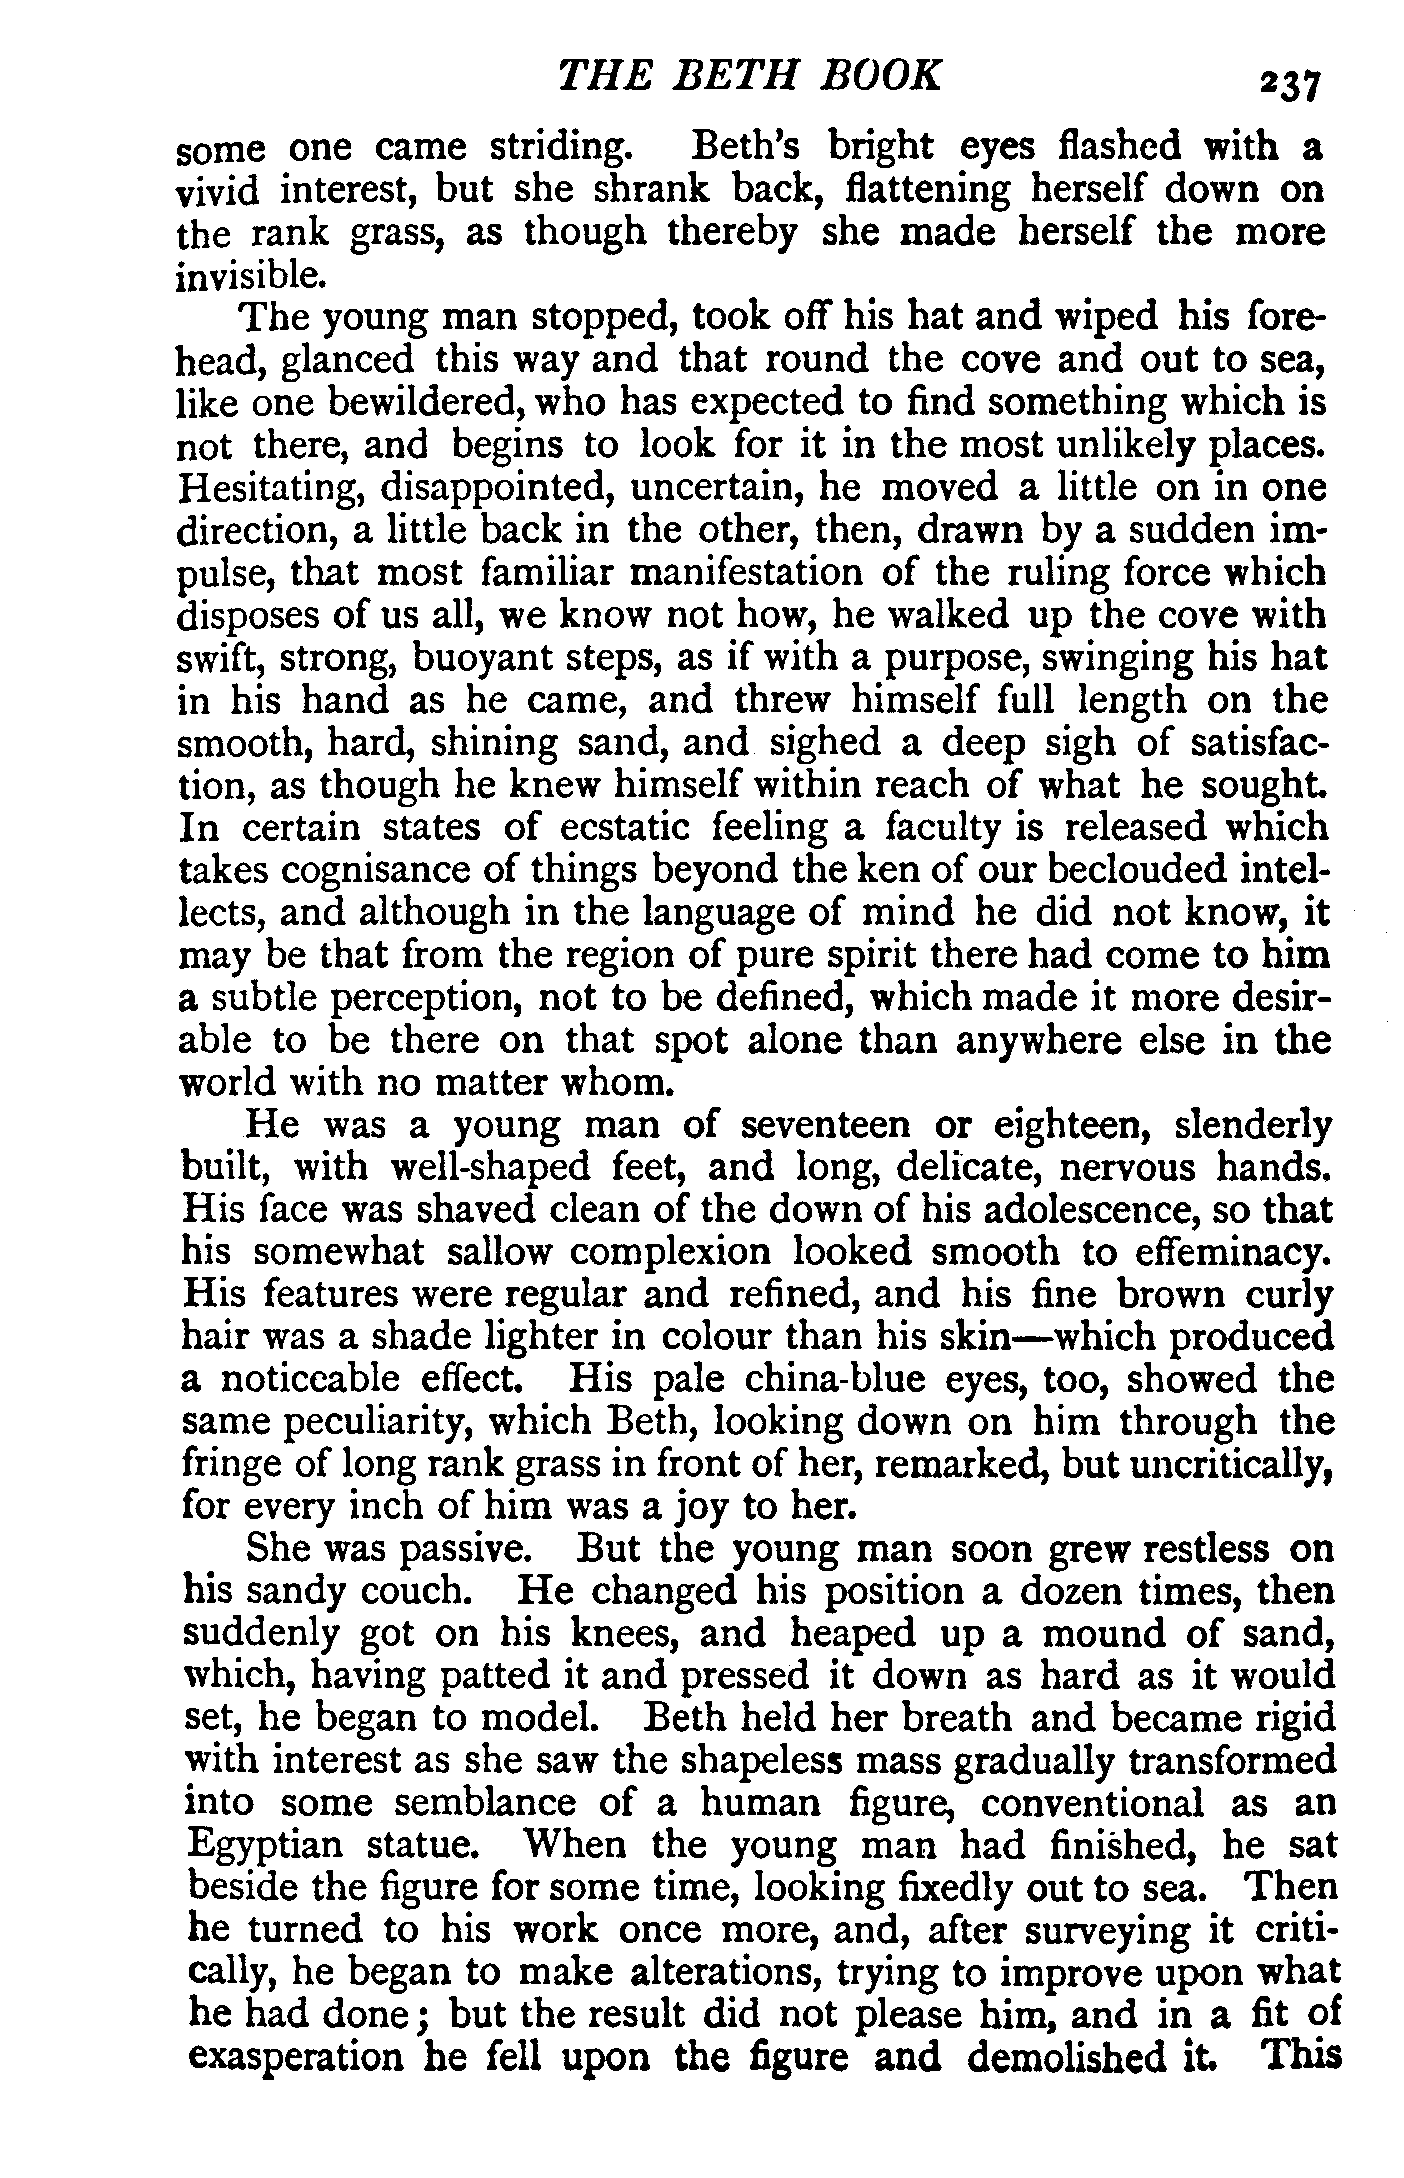 THE BETH BOOK 237
some one came striding. Beth's bright eyes flashed with a
vivid interest, but she shrank back, flattening herself down on
the rank grass, as though thereby she made herself the more
invisible.
The young man stopped, took off his hat and wiped his fore-
head, glanced this way and that round the cove and out to sea,
like one bewildered, who has expected to find something which is
not there, and begins to look for it in the most unlikely places.
Hesitating, disappointed, uncertain, he moved a little on in one
direction, a little back in the other, then, drawn by a sudden im-
pulse, that most familiar manifestation of the ruling force which
disposes of us all, we know not how, he walked up the cove with
swift, strong, buoyant steps, as if with a purpose, swinging his hat
in his hand as he came, and threw himself full length on the
smooth, hard, shining sand, and sighed a deep sigh of satisfac-
tion, as though he knew himself within reach of what he sought.
In certain states of ecstatic feeling a faculty is released which
takes cognisance of things beyond the ken of our beclouded intel-
lects, and although in the language of mind he did not know, it
may be that from the region of pure spirit there had come to him
a subtle perception, not to be defined, which made it more desir-
able to be there on that spot alone than anywhere else in the
world with no matter whom.
He was a young man of seventeen or eighteen, slenderly
built, with well-shaped feet, and long, delicate, nervous hands.
His face was shaved clean of the down of his adolescence, so that
his somewhat sallow complexion looked smooth to effeminacy.
His features were regular and refined, and his fine brown curly
hair was a shade lighter in colour than his skin—which produced
a noticeable effect. His pale china-blue eyes, too, showed the
same peculiarity, which Beth, looking down on him through the
fringe of long rank grass in front of her, remarked, but uncritically,
for every inch of him was a joy to her.
She was passive. But the young man soon grew restless on
his sandy couch. He changed his position a dozen times, then
suddenly got on his knees, and heaped up a mound of sand,
which, having patted it and pressed it down as hard as it would
set, he began to model. Beth held her breath and became rigid
with interest as she saw the shapeless mass gradually transformed
into some semblance of a human figure, conventional as an
Egyptian statue. When the young man had finished, he sat
beside the figure for some time, looking fixedly out to sea. Then
he turned to his work once more, and, after surveying it criti-
cally, he began to make alterations, trying to improve upon what
he had done; but the result did not please him, and in a fit of
exasperation he fell upon the figure and demolished it. This